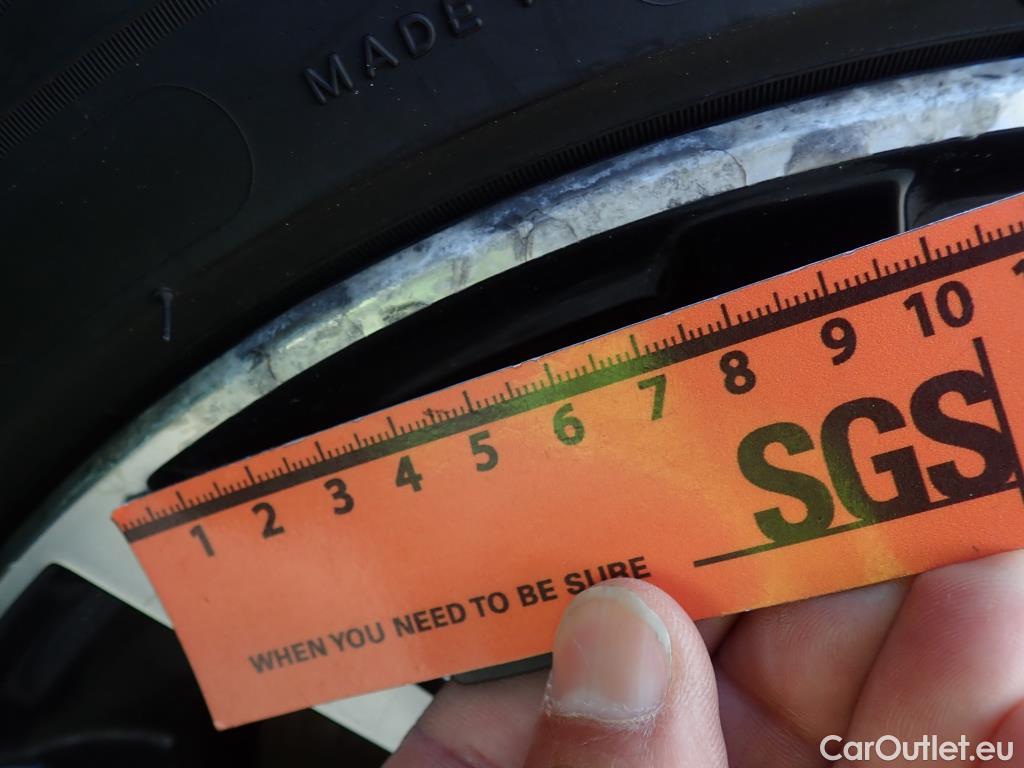 MADE
1 2 3 4 5 6 7 8 9 10
SGS
WHEN YOU NEED TO BE SURE
CarOutlet.eu